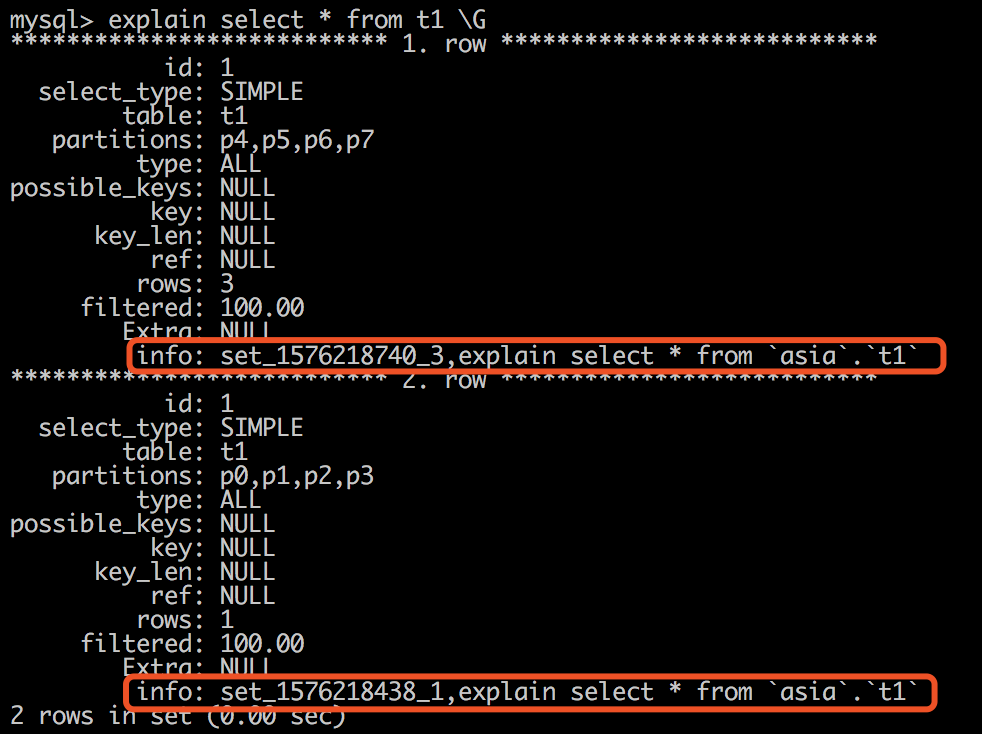 mysql> explain select * from t1 \G
*************************** 1. row ***************************
id: 1
select_type: SIMPLE
table: t1
partitions: p4,p5,p6,p7
type: ALL
possible_keys: NULL
key: NULL
key_len: NULL
ref: NULL
rows: 3
filtered: 100.00
Extra: NULL
info: set_1576218740_3,explain select * from `asia`.`t1`
*************************** 2. row ***************************
id: 1
select_type: SIMPLE
table: t1
partitions: p0,p1,p2,p3
type: ALL
possible_keys: NULL
key: NULL
key_len: NULL
ref: NULL
rows: 1
filtered: 100.00
Extra: NULL
info: set_1576218438_1,explain select * from `asia`.`t1`
2 rows in set (0.00 sec)